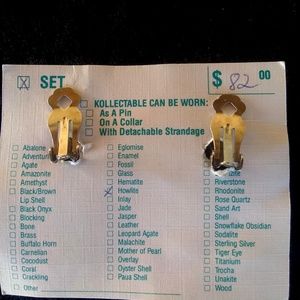 SET
$ 82 00
KOLLECTABLE CAN BE WORN:
As A Pin
On A Collar
With Detachable Strandage
Abalone
Adventur
Agate
Amazonite
Amethyst
Black/Brown
Lip Shell
Black Onyx
Blocking
Bone
Brass
Buffalo Horn
Carnelian
Cocodust
Coral
Crackling
Other
Eglomise
Enamel
Fossil
Glass
Hematite
Howlite
Inlay
Jade
Jasper
Leather
Leopard Agate
Malachite
Mother of Pearl
Overlay
Oyster Shell
Paua Shell
Riverstone
Rhodonite
Rose Quartz
Sand Art
Shell
Snowflake Obsidian
Sodalite
Sterling Silver
Tiger Eye
Titanium
Trocha
Unakite
Wood